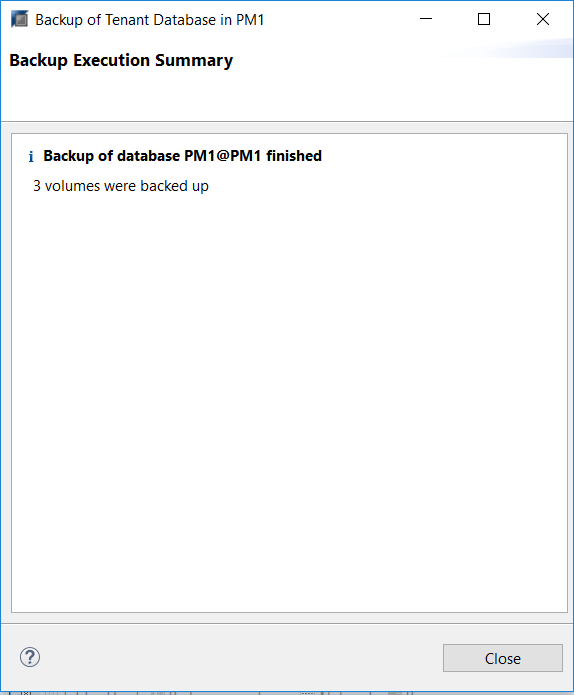 Backup of Tenant Database in PM1
Backup Execution Summary
i Backup of database PM1@PM1 finished
3 volumes were backed up
?
Close